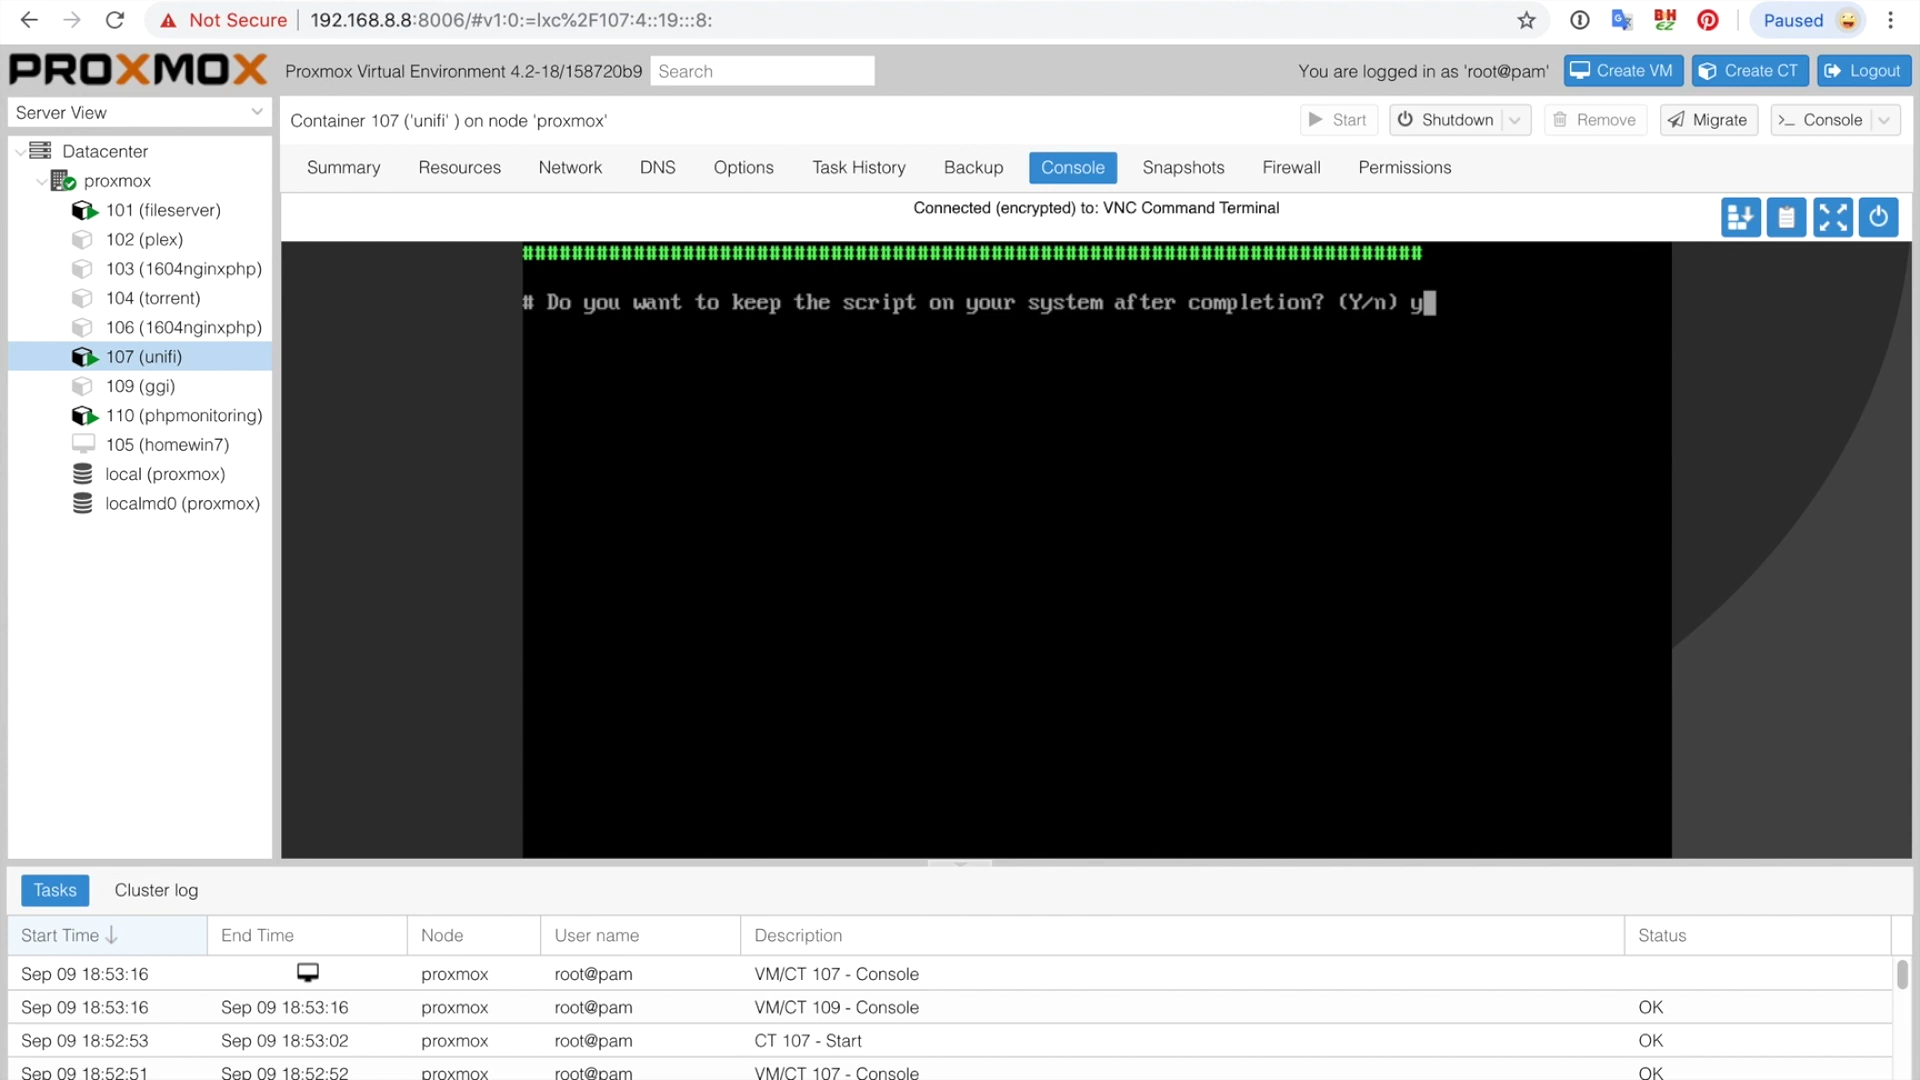 Not Secure
192.168.8.8:8006/#v1:0:=lxc%2F107:4::19:::8:
BH
EZ
Paused
PROXMOX
Proxmox Virtual Environment 4.2-18/158720b9
Search
You are logged in as 'root@pam'
Create VM
Create CT
Logout
Server View
Container 107 ('unifi' ) on node 'proxmox'
Start
Shutdown
Remove
Migrate
>_ Console
Datacenter
proxmox
101 (fileserver)
102 (plex)
103 (1604nginxphp)
104 (torrent)
106 (1604nginxphp)
107 (unifi)
109 (ggi)
110 (phpmonitoring)
105 (homewin7)
local (proxmox)
localmd0 (proxmox)
Summary
Resources
Network
DNS
Options
Task History
Backup
Console
Snapshots
Firewall
Permissions
Connected (encrypted) to: VNC Command Terminal
#########################################################################
# Do you want to keep the script on your system after completion? (Y/n) y
Tasks
Cluster log
Start Time End Time Node User name Description Status
Sep 09 18:53:16 proxmox root@pam VM/CT 107 - Console
Sep 09 18:53:16 Sep 09 18:53:16 proxmox root@pam VM/CT 109 - Console OK
Sep 09 18:52:53 Sep 09 18:53:02 proxmox root@pam CT 107 - Start OK
Sep 09 18:52:51 Sep 09 18:52:52 proxmox root@pam VM/CT 107 - Console OK